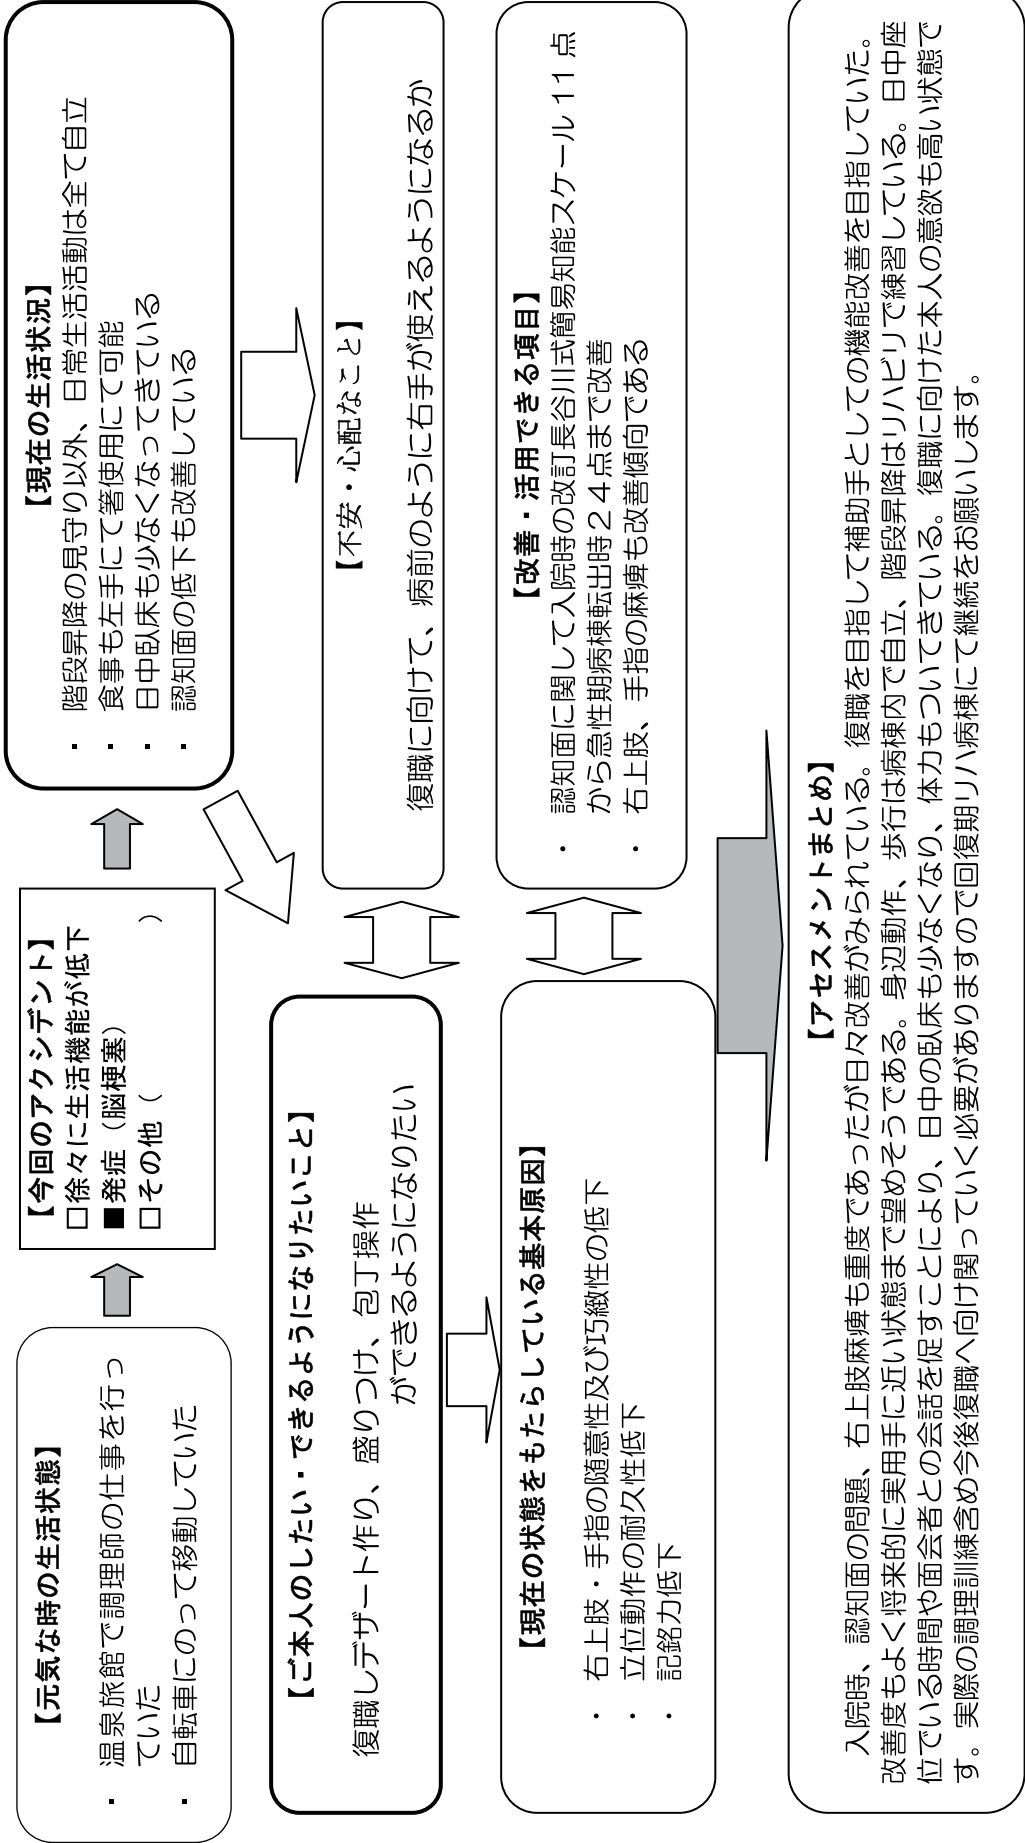 【元気な時の生活状態】
・ 温泉旅館で調理師の仕事を行っ
ていた
・ 自転車にのって移動していた
【今回のアクシデント】
□徐々に生活機能が低下
■発症（脳梗塞）
□その他（　　　　　　　）
【現在の生活状況】
・ 階段昇降の見守り以外、日常生活活動は全て自立
・ 食事も左手にて箸使用にて可能
・ 日中臥床も少なくなってきている
・ 認知面の低下も改善している
【ご本人のしたい・できるようになりたいこと】
復職しデザート作り、盛りつけ、包丁操作
ができるようになりたい
【不安・心配なこと】
復職に向けて、病前のように右手が使えるようになるか
【現在の状態をもたらしている基本原因】
・ 右上肢・手指の随意性及び巧緻性の低下
・ 立位動作の耐久性低下
・ 記銘力低下
【改善・活用できる項目】
・ 認知面に関して入院時の改訂長谷川式簡易知能スケール 11 点
から急性期病棟転出時２４点まで改善
・ 右上肢、手指の麻痺も改善傾向である
【アセスメントまとめ】
入院時、認知面の問題、右上肢麻痺も重度であったが日々改善がみられている。復職を目指して補助手としての機能改善を目指していた。
改善度もよく将来的に実用手に近い状態まで望めそうである。身辺動作、歩行は病棟内で自立、階段昇降はリハビリで練習している。日中座
位でいる時間や面会者との会話を促すことにより、日中の臥床も少なくなり、体力もついてきている。復職に向けた本人の意欲も高い状態で
す。実際の調理訓練含め今後復職へ向け関っていく必要がありますので回復期リハ病棟にて継続をお願いします。